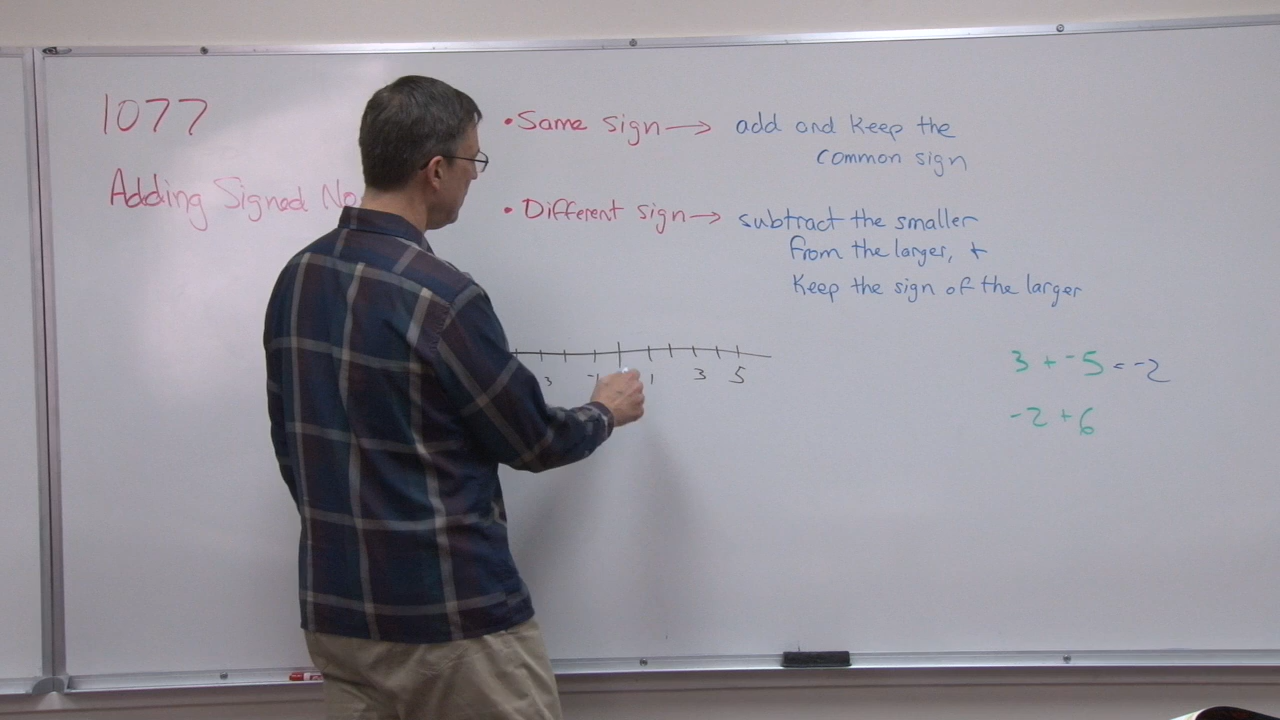 1077
Adding Signed No
• Same sign → add and keep the
common sign
• Different sign → subtract the smaller
from the larger, +
keep the sign of the larger
3 -1 1 3 5
3 + -5 = -2
-2 + 6